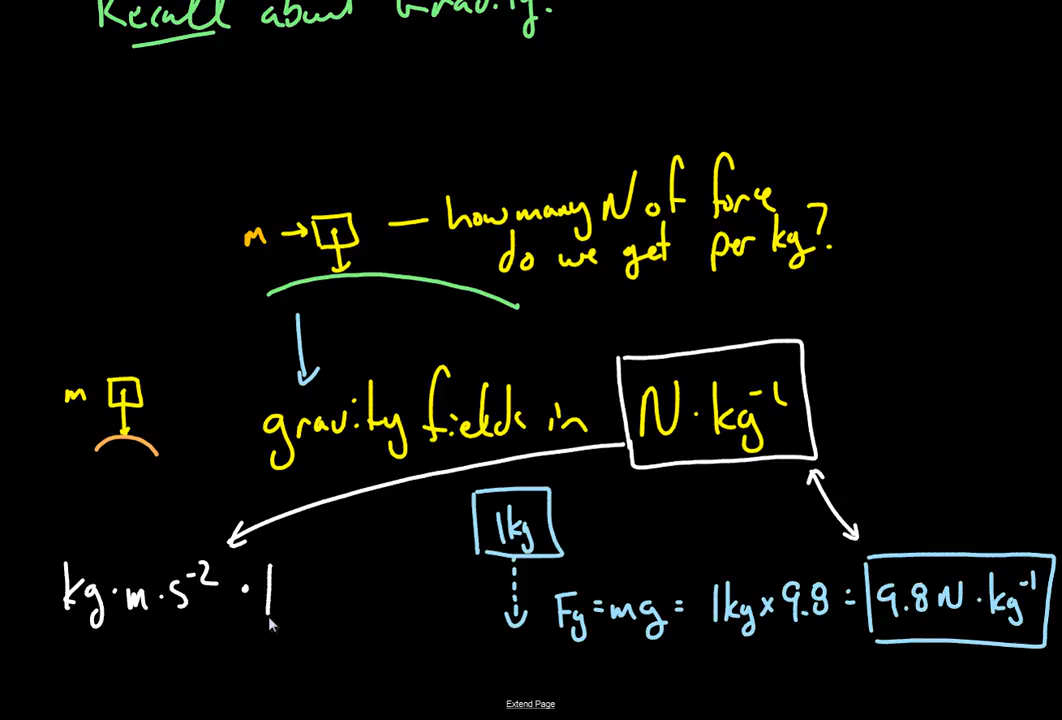 Recall about Gravity:
m → — how many N of force
do we get per kg?
m
gravity fields in N·kg⁻¹
1kg
kg·m·s⁻² · 1
Fg = mg = 1kg x 9.8 = 9.8 N·kg⁻¹
Extend Page